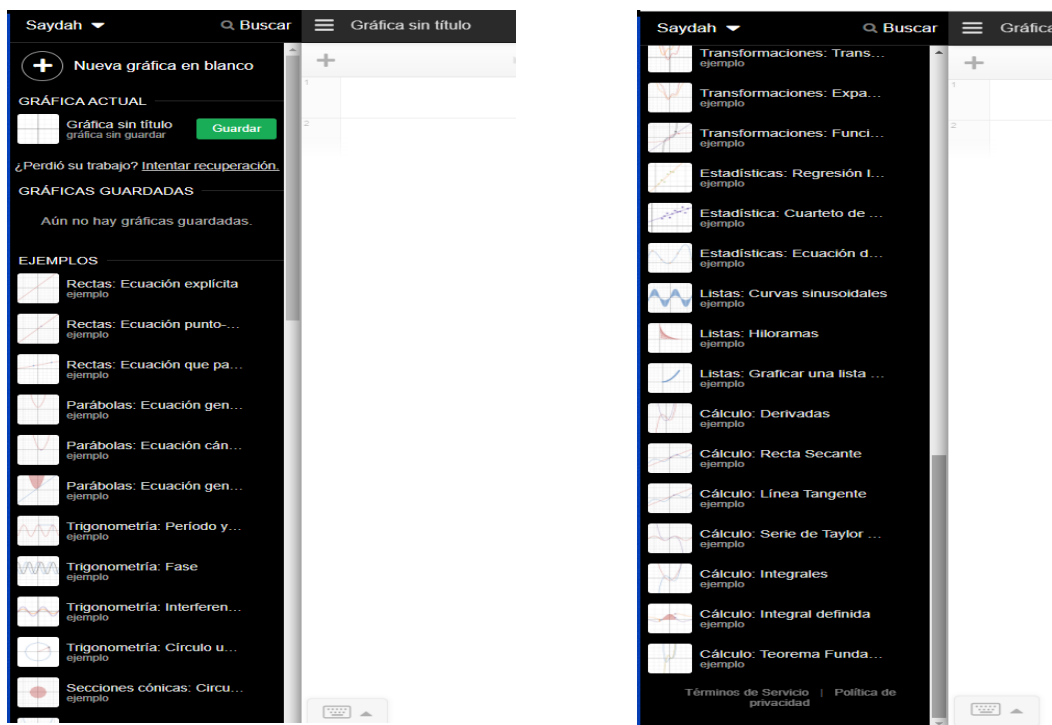 Saydah
Buscar
Gráfica sin título
Nueva gráfica en blanco
GRÁFICA ACTUAL
Gráfica sin título
gráfica sin guardar
Guardar
¿Perdió su trabajo? Intentar recuperación.
GRÁFICAS GUARDADAS
Aún no hay gráficas guardadas.
EJEMPLOS
Rectas: Ecuación explícita
ejemplo
Rectas: Ecuación punto-...
ejemplo
Rectas: Ecuación que pa...
ejemplo
Parábolas: Ecuación gen...
ejemplo
Parábolas: Ecuación cán...
ejemplo
Parábolas: Ecuación gen...
ejemplo
Trigonometría: Período y...
ejemplo
Trigonometría: Fase
ejemplo
Trigonometría: Interferen...
ejemplo
Trigonometría: Círculo u...
ejemplo
Secciones cónicas: Circu...
ejemplo
1
2
Saydah
Buscar
Gráfica
Transformaciones: Trans...
ejemplo
Transformaciones: Expa...
ejemplo
Transformaciones: Funci...
ejemplo
Estadísticas: Regresión l...
ejemplo
Estadística: Cuarteto de ...
ejemplo
Estadísticas: Ecuación d...
ejemplo
Listas: Curvas sinusoidales
ejemplo
Listas: Hiloramas
ejemplo
Listas: Graficar una lista ...
ejemplo
Cálculo: Derivadas
ejemplo
Cálculo: Recta Secante
ejemplo
Cálculo: Línea Tangente
ejemplo
Cálculo: Serie de Taylor ...
ejemplo
Cálculo: Integrales
ejemplo
Cálculo: Integral definida
ejemplo
Cálculo: Teorema Funda...
ejemplo
Términos de Servicio | Política de
privacidad
1
2